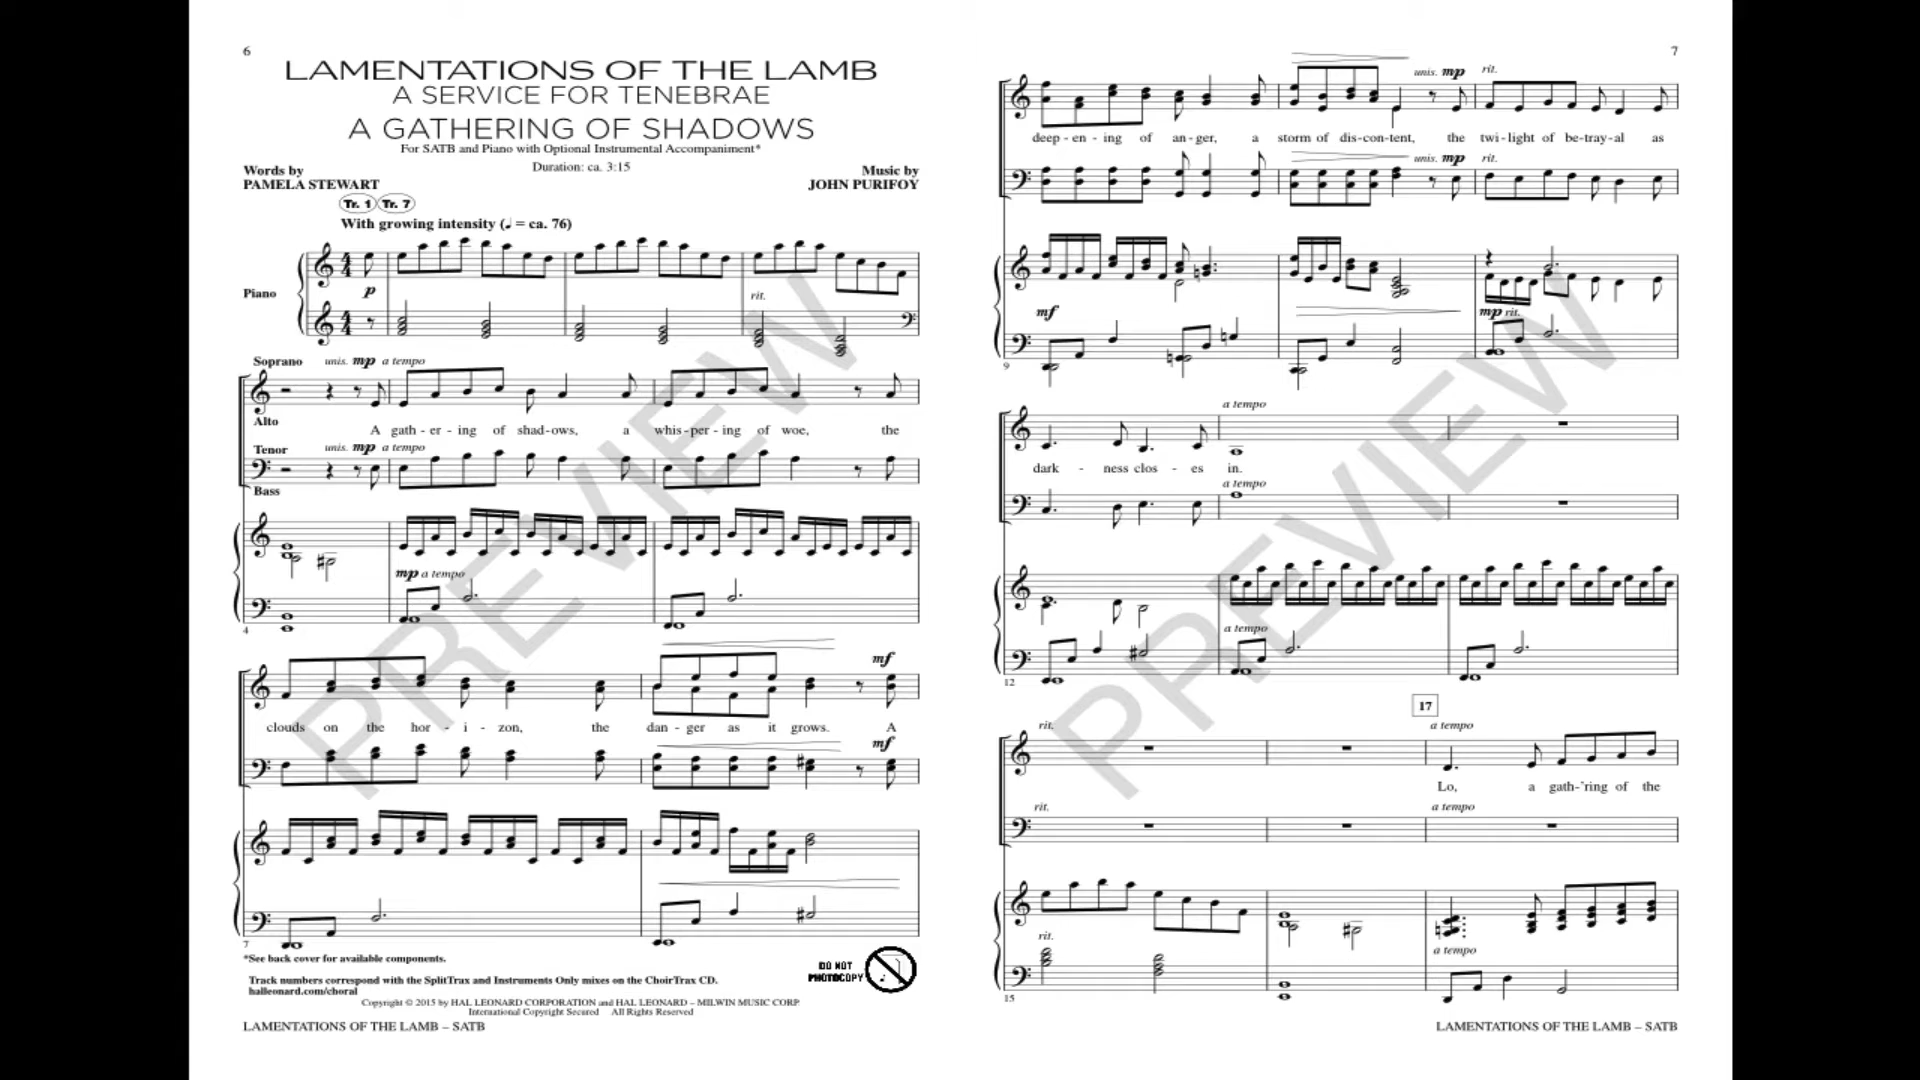 6
LAMENTATIONS OF THE LAMB
A SERVICE FOR TENEBRAE
A GATHERING OF SHADOWS
For SATB and Piano with Optional Instrumental Accompaniment*
Duration: ca. 3:15
Words by
PAMELA STEWART
Music by
JOHN PURIFOY
Tr. 1 Tr. 7
With growing intensity (♩ = ca. 76)
Piano
p
rit.
Soprano unis. mp a tempo
Alto
A gath - er - ing of shad - ows, a whis - per - ing of woe, the
Tenor unis. mp a tempo
Bass
mp a tempo
4
mf
clouds on the hor - i - zon, the dan - ger as it grows. A
mf
7
*See back cover for available components.
Track numbers correspond with the SplitTrax and Instruments Only mixes on the ChoirTrax CD.
halleonard.com/choral
DO NOT
PHOTOCOPY
Copyright © 2015 by HAL LEONARD CORPORATION and HAL LEONARD – MILWIN MUSIC CORP.
International Copyright Secured All Rights Reserved
LAMENTATIONS OF THE LAMB – SATB
PREVIEW
7
unis. mp rit.
deep - en - ing of an - ger, a storm of dis - con - tent, the twi - light of be - tray - al as
unis. mp rit.
mf
mp rit.
9
a tempo
dark - ness clos - es in.
a tempo
a tempo
12
17
rit. a tempo
Lo, a gath - 'ring of the
rit. a tempo
rit. a tempo
15
LAMENTATIONS OF THE LAMB – SATB
PREVIEW